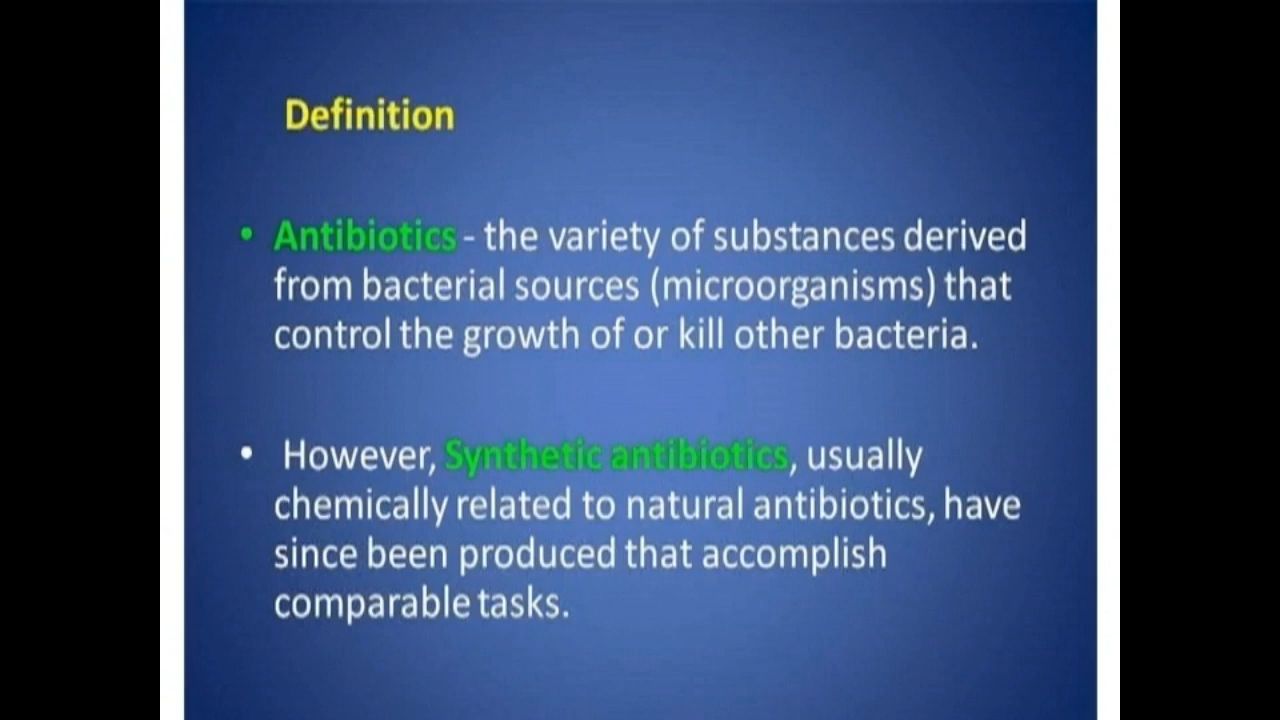 Definition
• Antibiotics - the variety of substances derived
from bacterial sources (microorganisms) that
control the growth of or kill other bacteria.
• However, Synthetic antibiotics, usually
chemically related to natural antibiotics, have
since been produced that accomplish
comparable tasks.